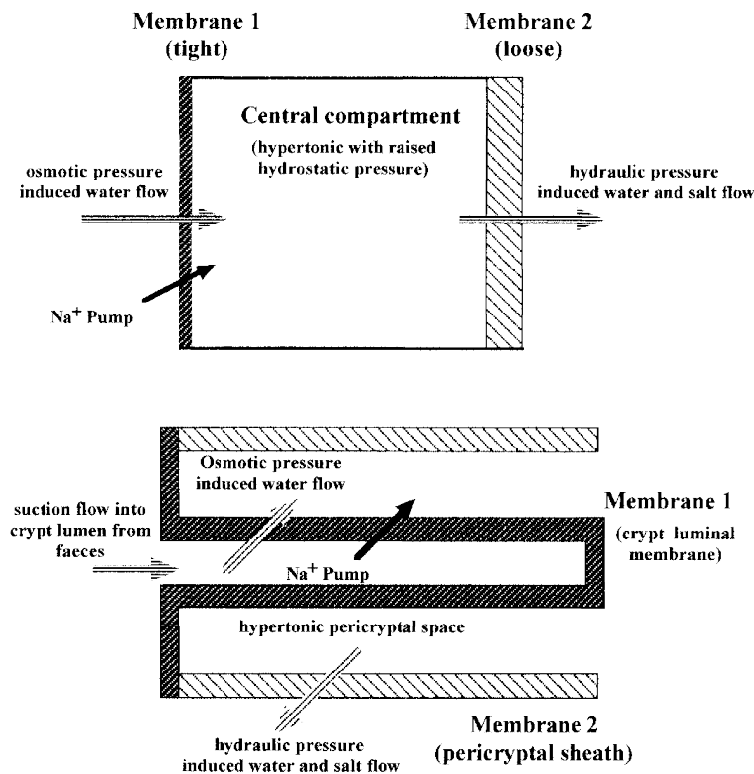 Membrane 1
(tight)
Membrane 2
(loose)
Central compartment
(hypertonic with raised
hydrostatic pressure)
osmotic pressure
induced water flow
hydraulic pressure
induced water and salt flow
Na+ Pump
Osmotic pressure
induced water flow
suction flow into
crypt lumen from
faeces
Membrane 1
(crypt luminal
membrane)
Na+ Pump
hypertonic pericryptal space
hydraulic pressure
induced water and salt flow
Membrane 2
(pericryptal sheath)